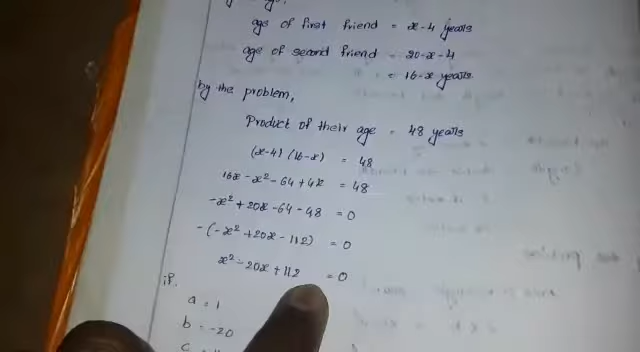 age of first friend = x-4 years
age of second friend = 20-x-4
= 16-x years
by the problem,
Product of their age = 48 years
(x-4) (16-x) = 48
16x - x² - 64 + 4x = 48
-x² + 20x - 64 - 48 = 0
-(-x² + 20x - 112) = 0
x² - 20x + 112 = 0
if.
a = 1
b = -20
c =